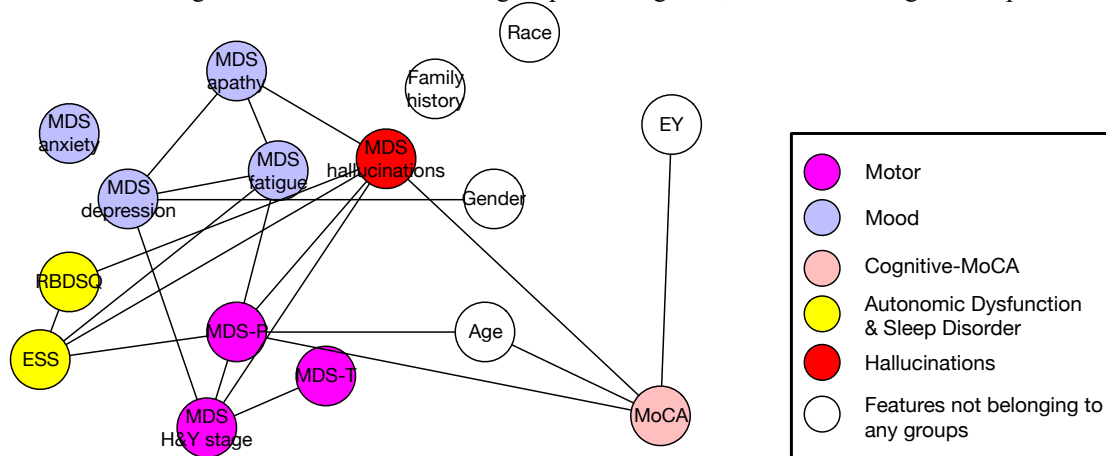 Race
MDS
apathy
Family
history
MDS
anxiety
EY
MDS
hallucinations
MDS
fatigue
MDS
depression
Gender
RBDSQ
MDS-P
Age
ESS
MDS-T
MDS
H&Y stage
MoCA
Motor
Mood
Cognitive-MoCA
Autonomic Dysfunction
& Sleep Disorder
Hallucinations
Features not belonging to
any groups